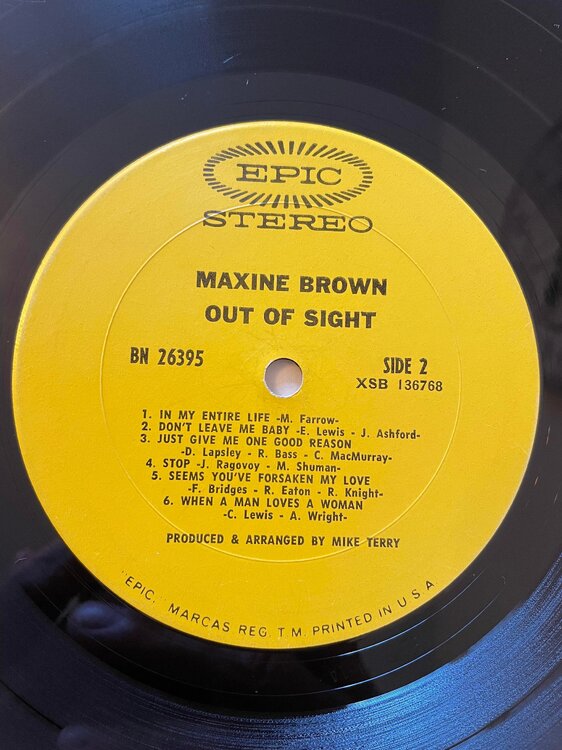 EPIC
STEREO
MAXINE BROWN
OUT OF SIGHT
BN 26395
SIDE 2
XSB 136768
1. IN MY ENTIRE LIFE -M. Farrow-
2. DON'T LEAVE ME BABY -E. Lewis - J. Ashford-
3. JUST GIVE ME ONE GOOD REASON
-D. Lapsley - R. Bass - C. MacMurray-
4. STOP -J. Ragovoy - M. Shuman-
5. SEEMS YOU'VE FORSAKEN MY LOVE
-F. Bridges - R. Eaton - R. Knight-
6. WHEN A MAN LOVES A WOMAN
-C. Lewis - A. Wright-
PRODUCED & ARRANGED BY MIKE TERRY
"EPIC," MARCAS REG. T.M. PRINTED IN U.S.A.